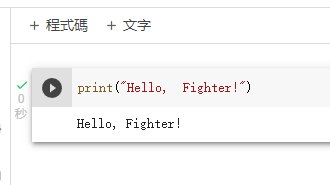 + 程式碼 + 文字
print("Hello,  Fighter!")
0
秒
Hello, Fighter!